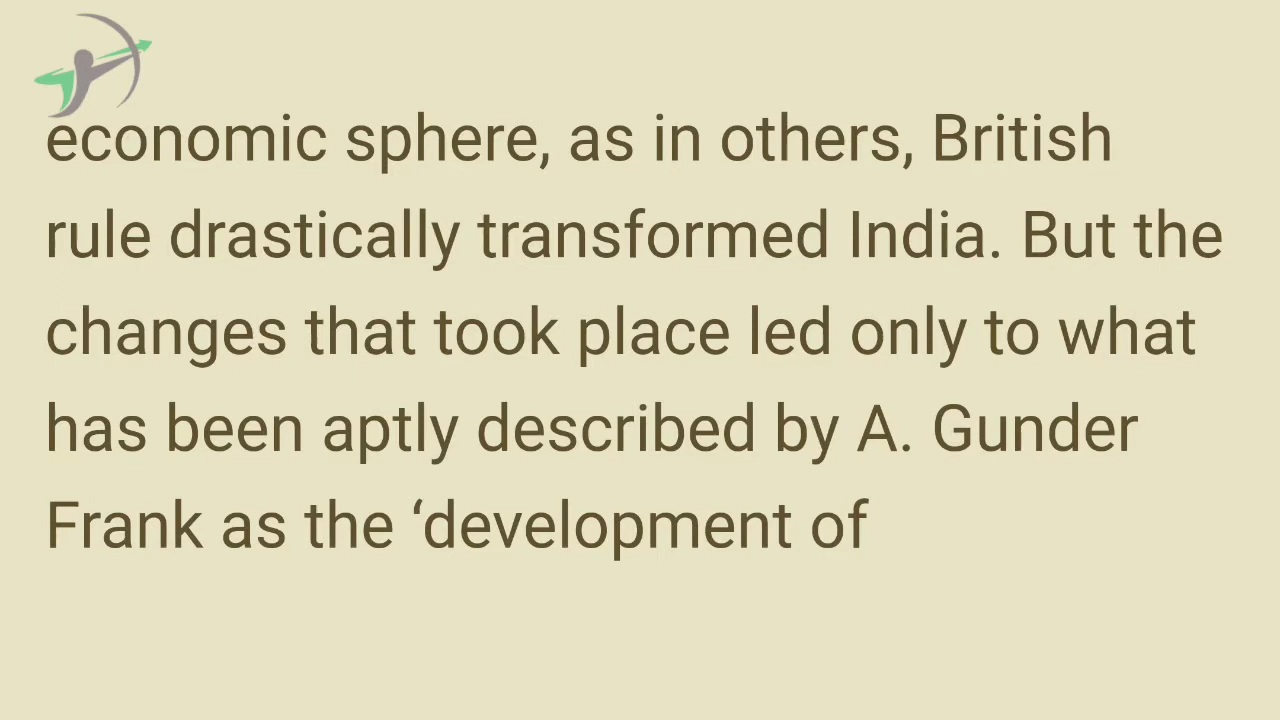 economic sphere, as in others, British
rule drastically transformed India. But the
changes that took place led only to what
has been aptly described by A. Gunder
Frank as the ‘development of